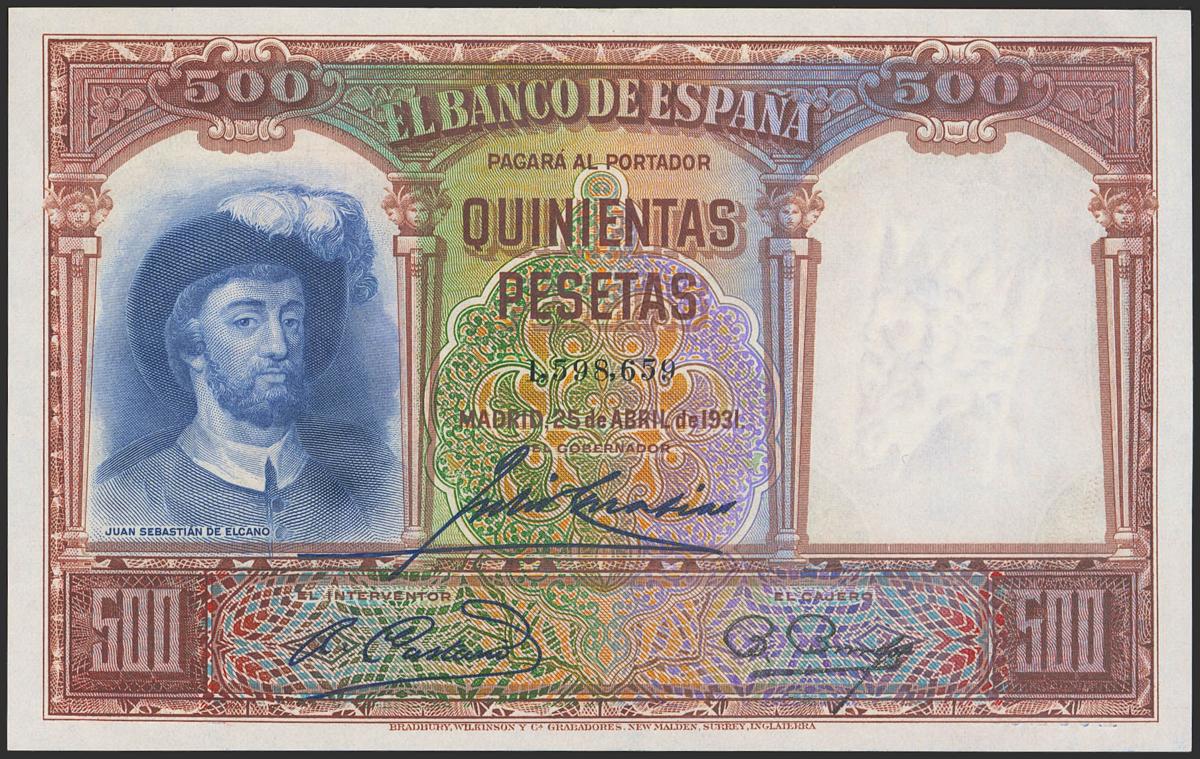 500 500
EL BANCO DE ESPAÑA
PAGARÁ AL PORTADOR
QUINIENTAS
PESETAS
1,598,659
MADRID, 25 de ABRIL de 1931.
EL GOBERNADOR
JUAN SEBASTIÁN DE ELCANO
EL INTERVENTOR EL CAJERO
500 500
BRADBURY, WILKINSON Y Cª GRABADORES, NEW MALDEN, SURREY, INGLATERRA